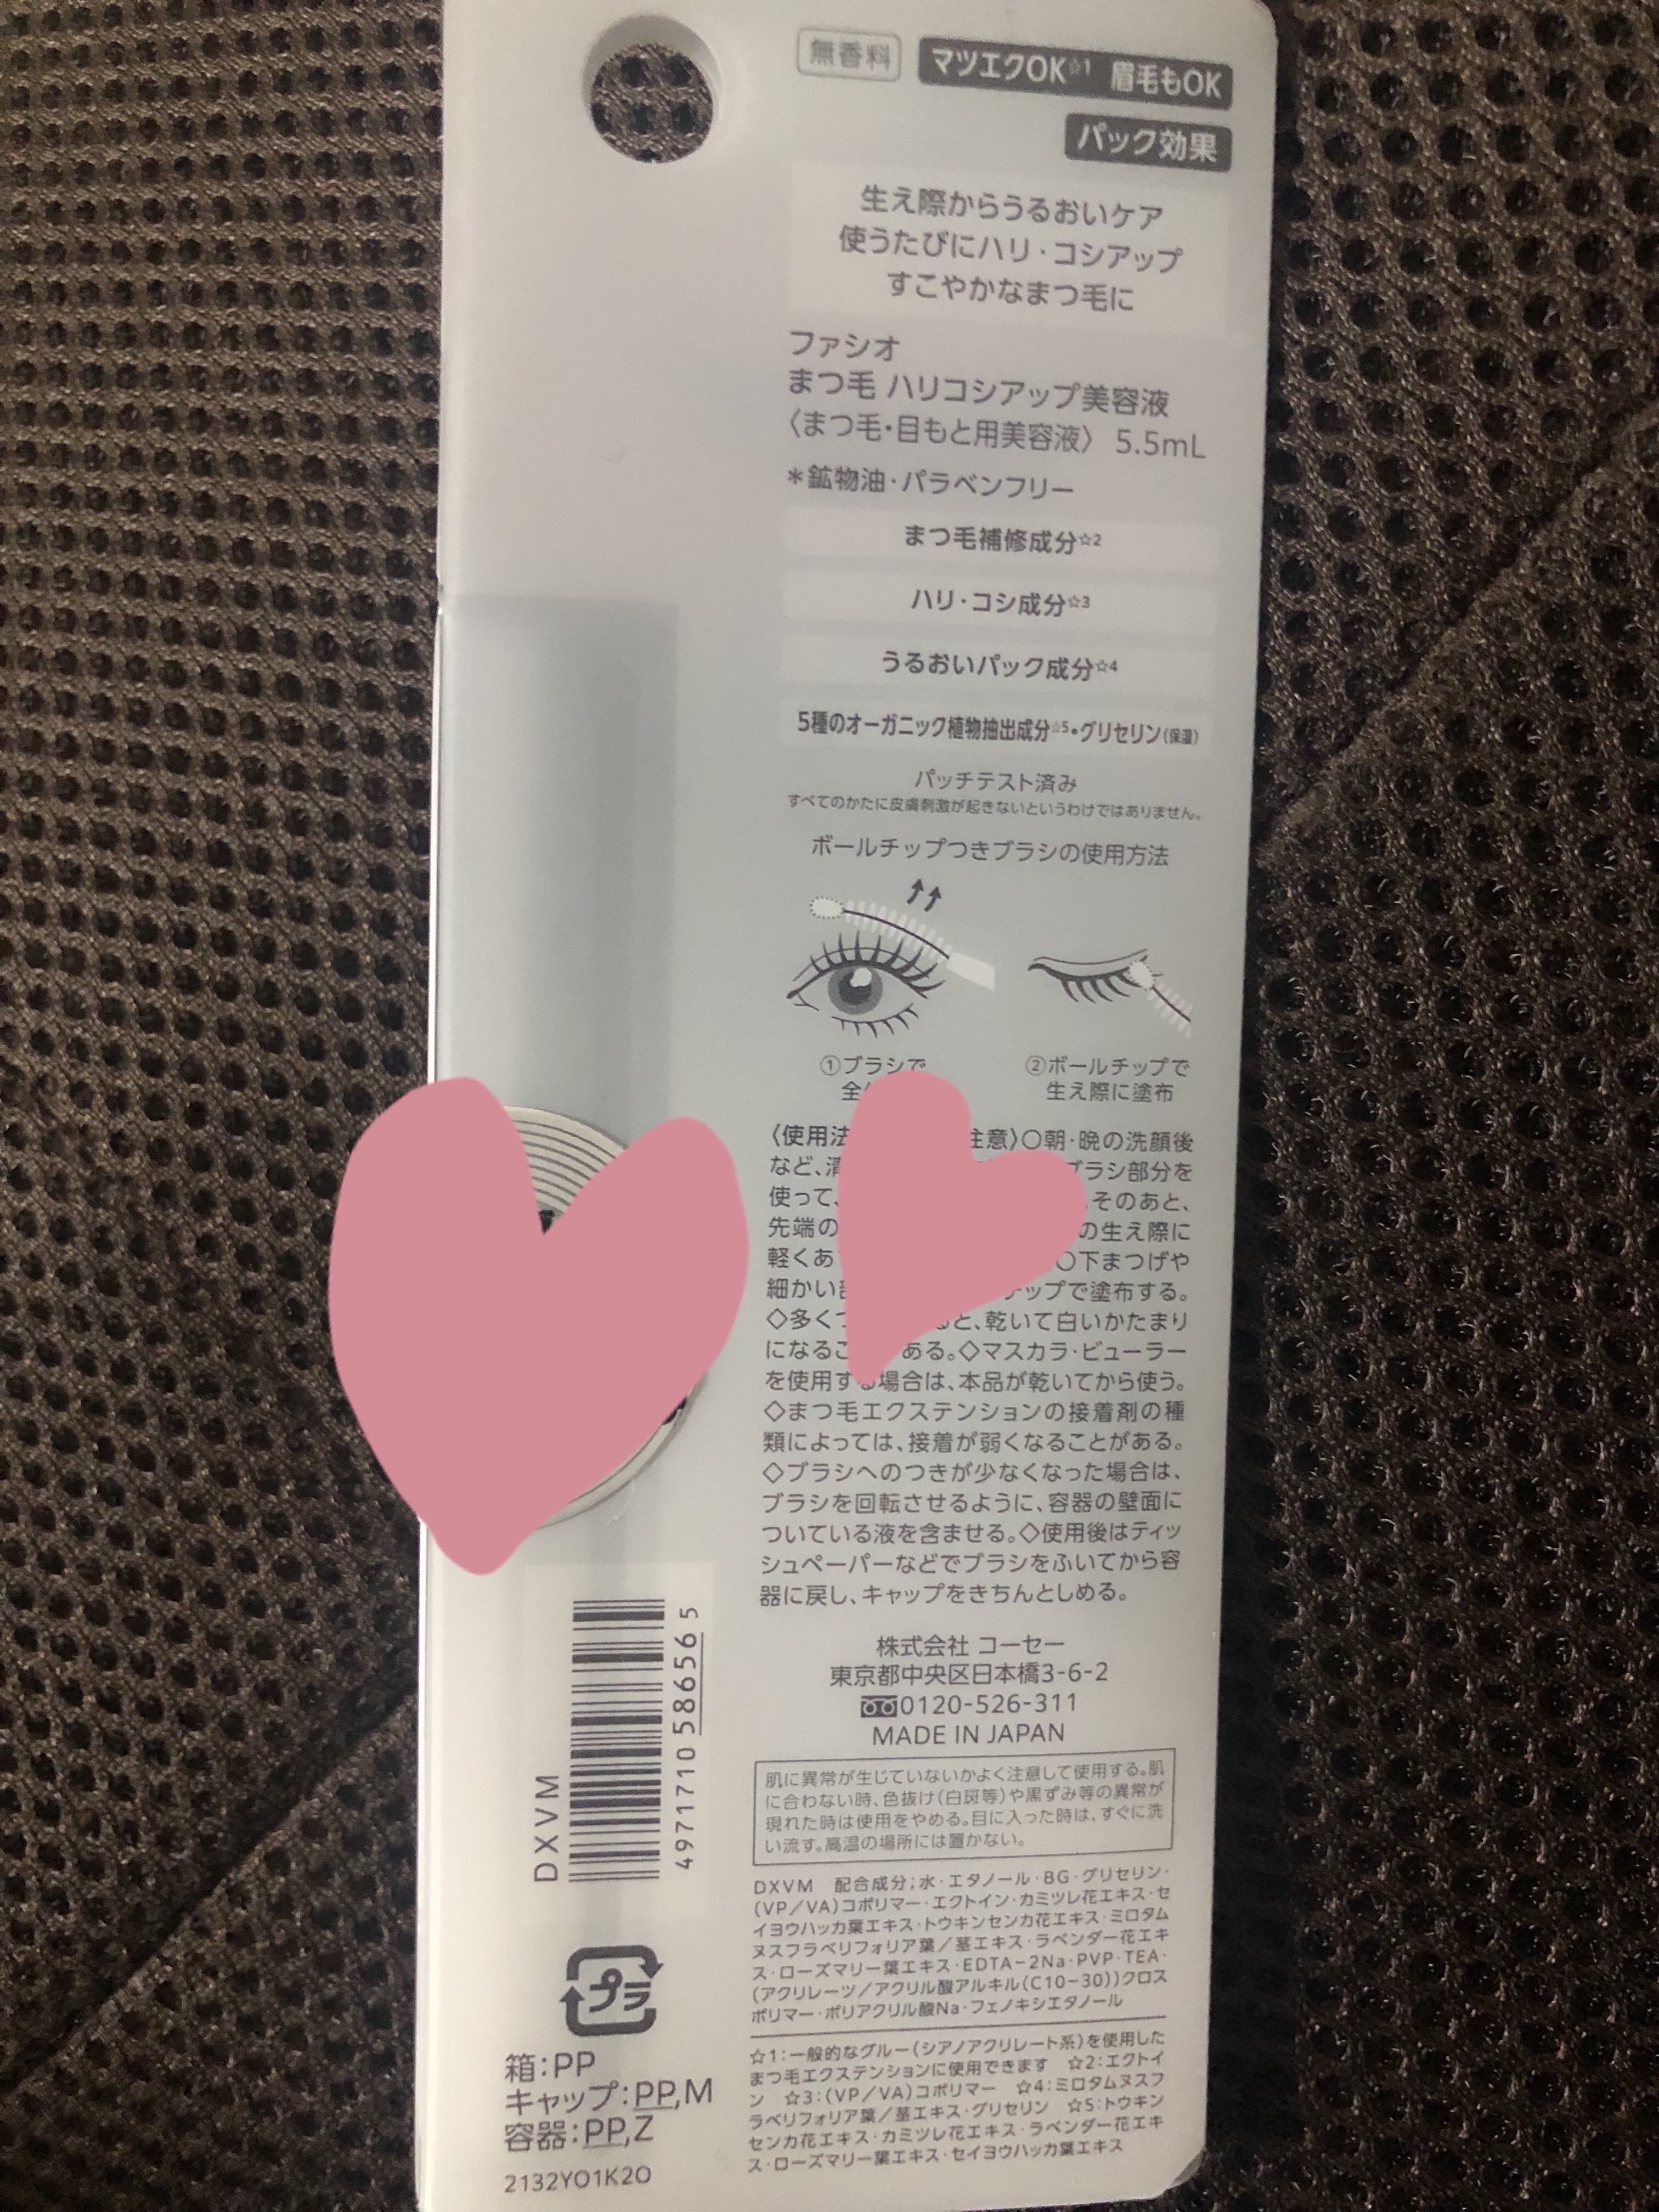 無香料 マツエクOK☆1 眉毛もOK
パック効果
生え際からうるおいケア
使うたびにハリ・コシアップ
すこやかなまつ毛に
ファシオ
まつ毛 ハリコシアップ美容液
〈まつ毛・目もと用美容液〉 5.5mL
＊鉱物油・パラベンフリー
まつ毛補修成分☆2
ハリ・コシ成分☆3
うるおいパック成分☆4
5種のオーガニック植物抽出成分☆5・グリセリン(保湿)
パッチテスト済み
すべてのかたに皮膚刺激が起きないというわけではありません。
ボールチップつきブラシの使用方法
①ブラシで
全
②ボールチップで
生え際に塗布
〈使用法 注意〉○朝・晩の洗顔後
など、清 ブラシ部分を
使って、 そのあと、
先端の の生え際に
軽くあ ○下まつげや
細かい チップで塗布する。
◇多くつ ると、乾いて白いかたまり
になるこ ある。◇マスカラ・ビューラー
を使用する場合は、本品が乾いてから使う。
◇まつ毛エクステンションの接着剤の種
類によっては、接着が弱くなることがある。
◇ブラシへのつきが少なくなった場合は、
ブラシを回転させるように、容器の壁面に
ついている液を含ませる。◇使用後はティッ
シュペーパーなどでブラシをふいてから容
器に戻し、キャップをきちんとしめる。
株式会社 コーセー
東京都中央区日本橋3-6-2
0120-526-311
MADE IN JAPAN
肌に異常が生じていないかよく注意して使用する。肌
に合わない時、色抜け(白斑等)や黒ずみ等の異常が
現れた時は使用をやめる。目に入った時は、すぐに洗
い流す。高温の場所には置かない。
DXVM 配合成分；水・エタノール・BG・グリセリン・
(VP／VA)コポリマー・エクトイン・カミツレ花エキス・セ
イヨウハッカ葉エキス・トウキンセンカ花エキス・ミロタム
ヌスフラベリフォリア葉／茎エキス・ラベンダー花エキ
ス・ローズマリー葉エキス・EDTA−2Na・PVP・TEA・
(アクリレーツ／アクリル酸アルキル(C10−30))クロス
ポリマー・ポリアクリル酸Na・フェノキシエタノール
☆1：一般的なグルー(シアノアクリレート系)を使用した
まつ毛エクステンションに使用できます ☆2：エクトイ
ン ☆3：(VP／VA)コポリマー ☆4：ミロタムヌスフ
ラベリフォリア葉／茎エキス・グリセリン ☆5：トウキン
センカ花エキス・カミツレ花エキス・ラベンダー花エキ
ス・ローズマリー葉エキス・セイヨウハッカ葉エキス
DXVM
4971710 58656 5
プラ
箱：PP
キャップ：PP,M
容器：PP,Z
2132YO1K2O